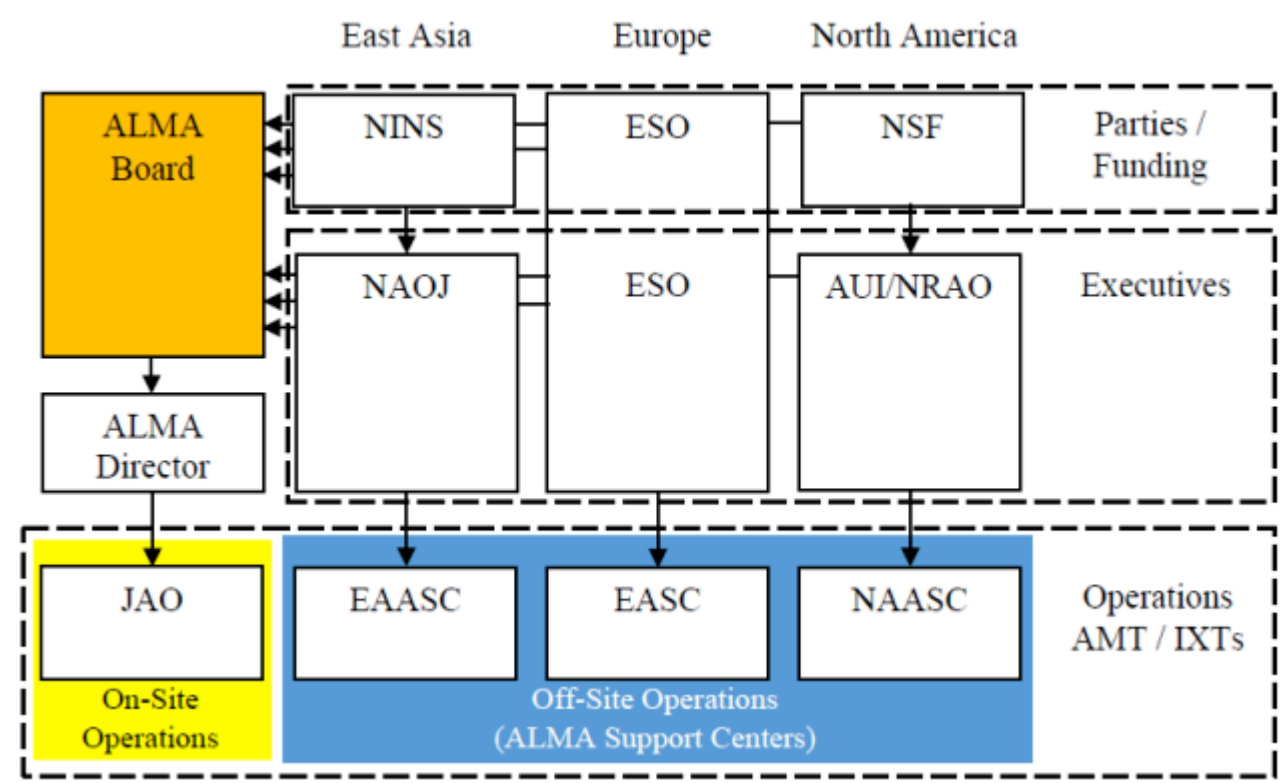 East Asia Europe North America
ALMA
Board
NINS ESO NSF
Parties /
Funding
NAOJ ESO AUI/NRAO Executives
ALMA
Director
JAO EAASC EASC NAASC
Operations
AMT / IXTs
On-Site
Operations
Off-Site Operations
(ALMA Support Centers)